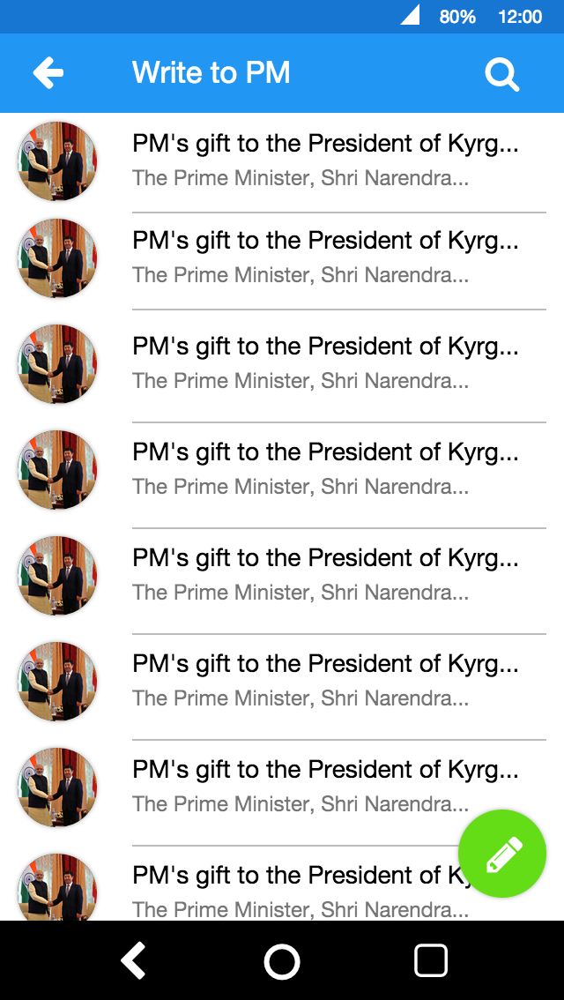 80% 12:00
Write to PM
PM's gift to the President of Kyrg...
The Prime Minister, Shri Narendra...
PM's gift to the President of Kyrg...
The Prime Minister, Shri Narendra...
PM's gift to the President of Kyrg...
The Prime Minister, Shri Narendra...
PM's gift to the President of Kyrg...
The Prime Minister, Shri Narendra...
PM's gift to the President of Kyrg...
The Prime Minister, Shri Narendra...
PM's gift to the President of Kyrg...
The Prime Minister, Shri Narendra...
PM's gift to the President of Kyrg...
The Prime Minister, Shri Narendra...
PM's gift to the President of
The Prime Minister, Shri Narendra...